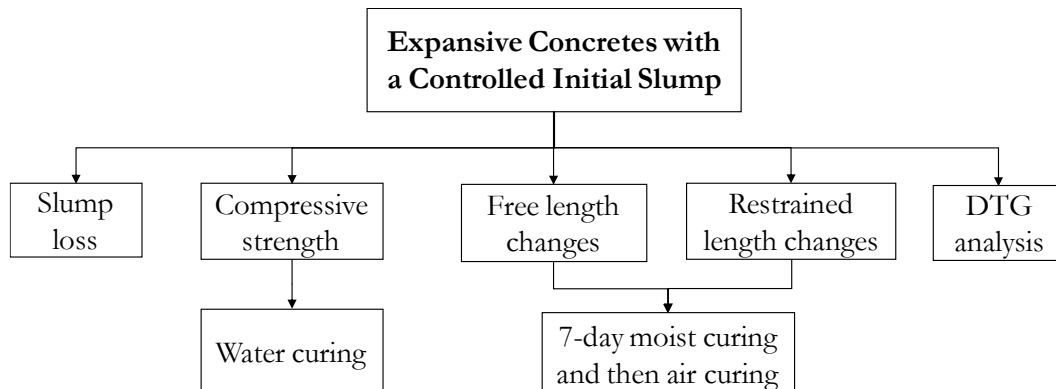 Expansive Concretes with
a Controlled Initial Slump
Slump
loss
Compressive
strength
Free length
changes
Restrained
length changes
DTG
analysis
Water curing
7-day moist curing
and then air curing